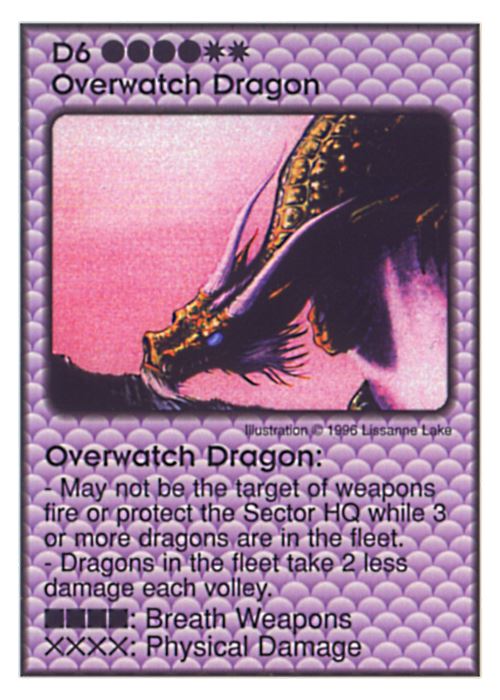 D6 ●●●●✷✷
Overwatch Dragon
Illustration © 1996 Lissanne Lake
Overwatch Dragon:
- May not be the target of weapons
fire or protect the Sector HQ while 3
or more dragons are in the fleet.
- Dragons in the fleet take 2 less
damage each volley.
■■■■: Breath Weapons
XXXX: Physical Damage